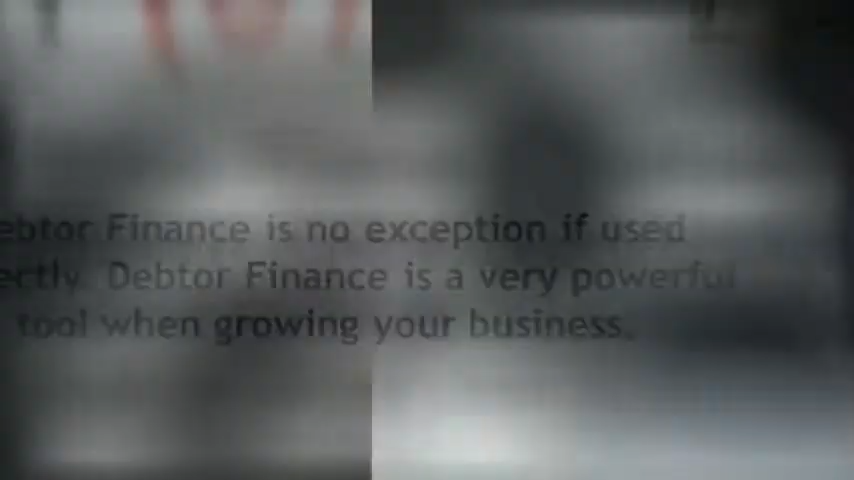 ebtor Finance is no exception if used
ectly. Debtor Finance is a very powerful
tool when growing your business.